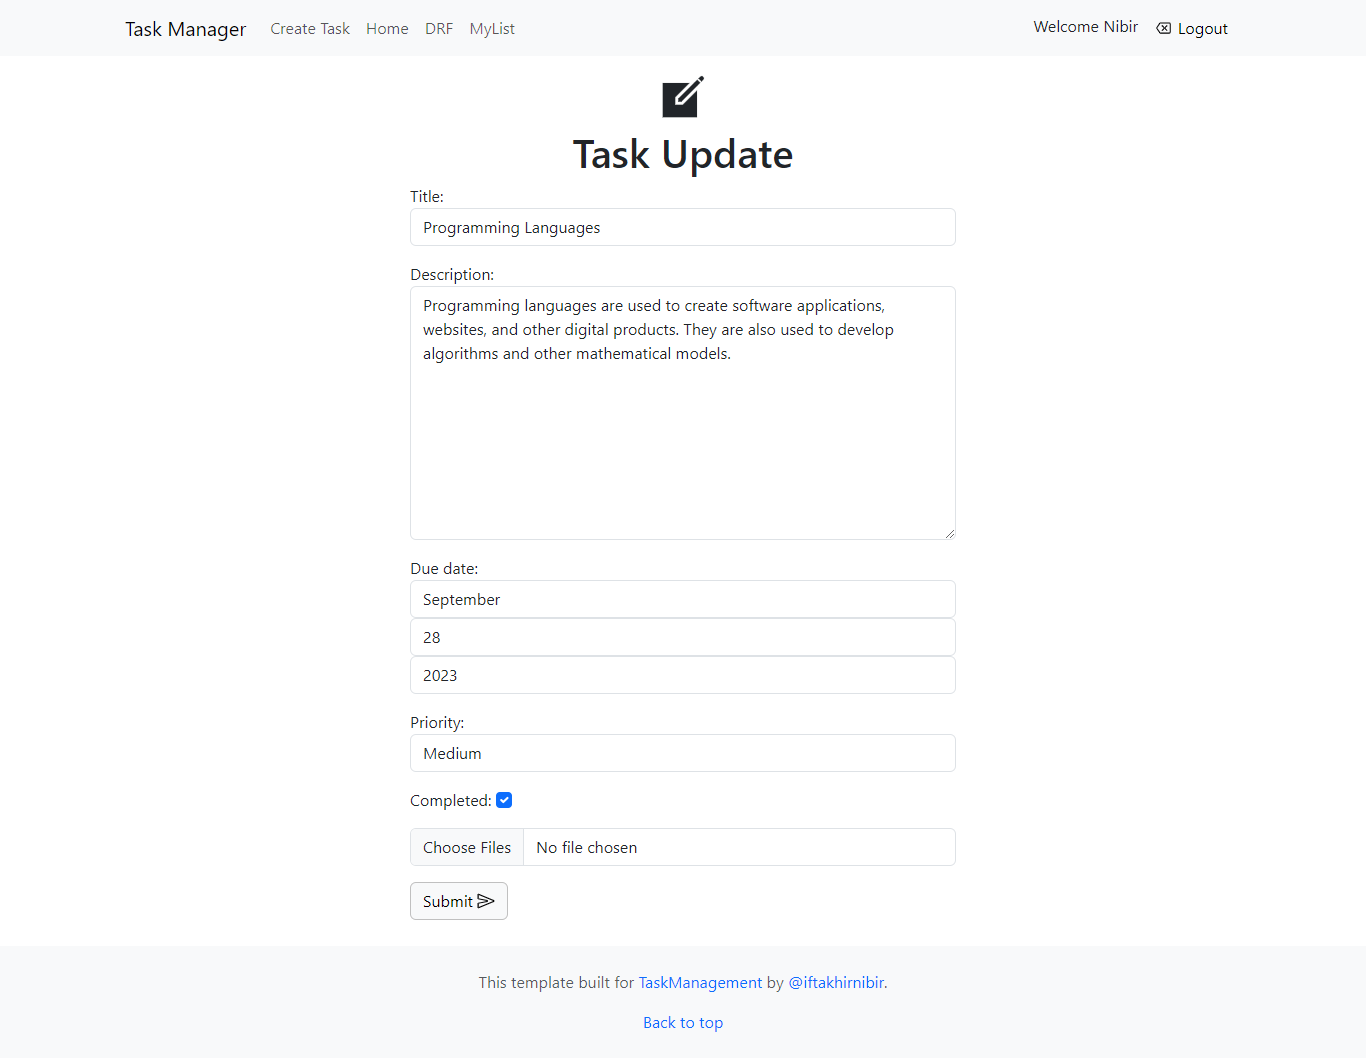 Task Manager Create Task Home DRF MyList Welcome Nibir Logout
Task Update
Title:
Programming Languages
Description:
Programming languages are used to create software applications,
websites, and other digital products. They are also used to develop
algorithms and other mathematical models.
Due date:
September
28
2023
Priority:
Medium
Completed:
Choose Files No file chosen
Submit
This template built for TaskManagement by @iftakhirnibir.
Back to top